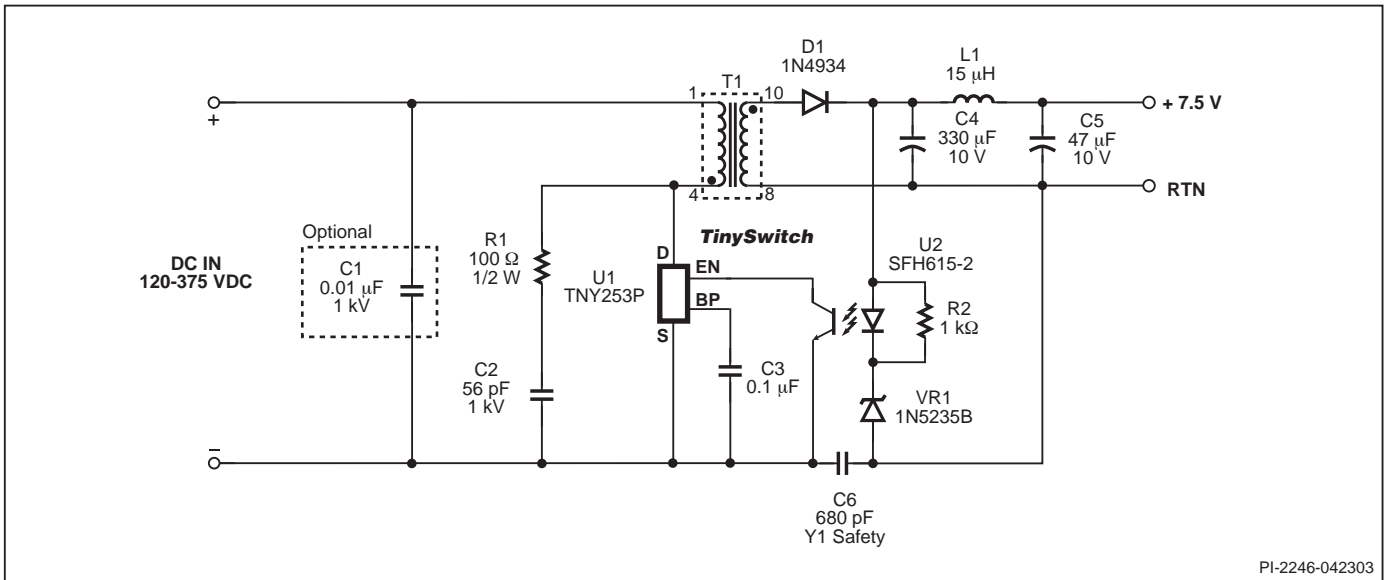 D1
1N4934
L1
15 µH
T1
1
10
+ 7.5 V
+
C4
330 µF
10 V
C5
47 µF
10 V
4
8
RTN
Optional
C1
0.01 µF
1 kV
DC IN
120-375 VDC
R1
100 Ω
1/2 W
TinySwitch
U1
TNY253P
D
EN
BP
S
U2
SFH615-2
R2
1 kΩ
C2
56 pF
1 kV
C3
0.1 µF
VR1
1N5235B
–
C6
680 pF
Y1 Safety
PI-2246-042303